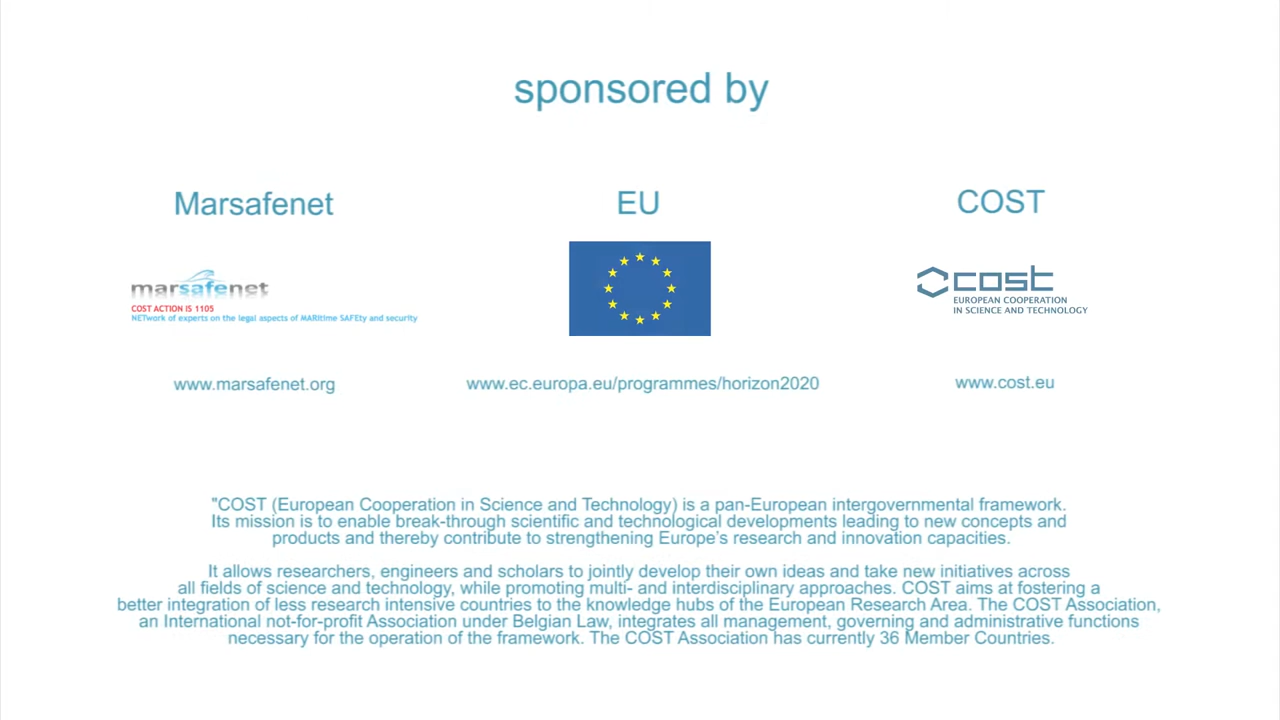 sponsored by
Marsafenet
EU
COST
marsafenet
COST ACTION IS 1105
NETwork of experts on the legal aspects of MARitime SAFEty and security
cost
EUROPEAN COOPERATION
IN SCIENCE AND TECHNOLOGY
www.marsafenet.org
www.ec.europa.eu/programmes/horizon2020
www.cost.eu
"COST (European Cooperation in Science and Technology) is a pan-European intergovernmental framework.
Its mission is to enable break-through scientific and technological developments leading to new concepts and
products and thereby contribute to strengthening Europe's research and innovation capacities.
It allows researchers, engineers and scholars to jointly develop their own ideas and take new initiatives across
all fields of science and technology, while promoting multi- and interdisciplinary approaches. COST aims at fostering a
better integration of less research intensive countries to the knowledge hubs of the European Research Area. The COST Association,
an International not-for-profit Association under Belgian Law, integrates all management, governing and administrative functions
necessary for the operation of the framework. The COST Association has currently 36 Member Countries.